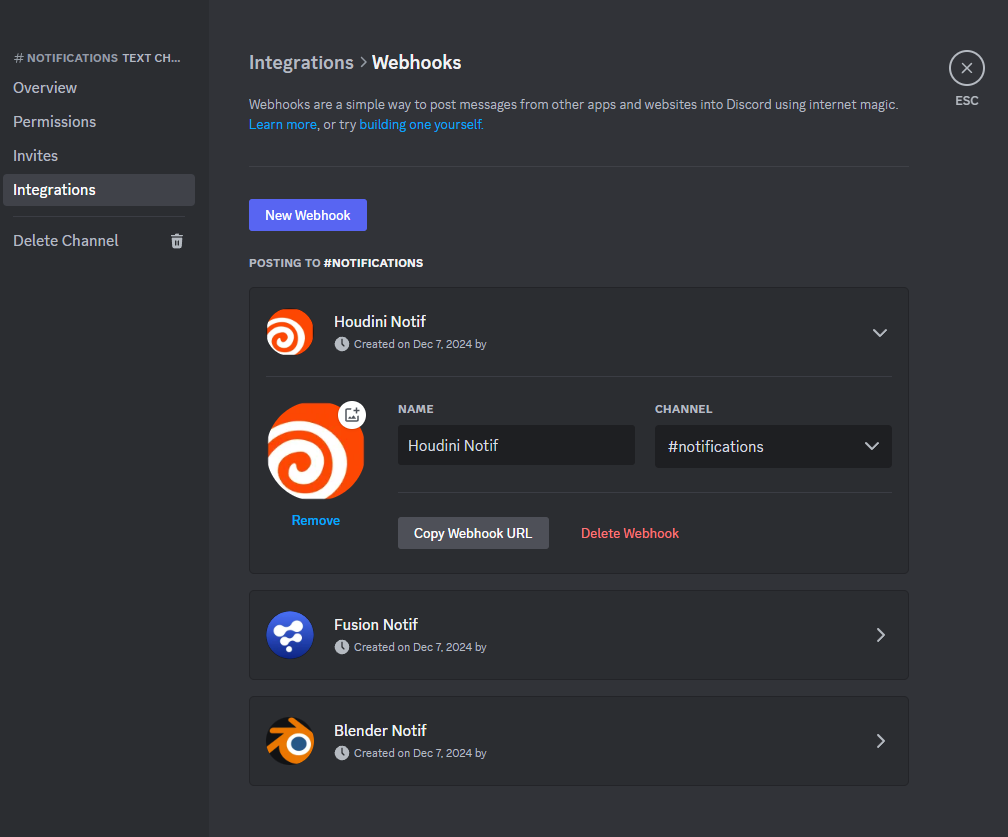 # NOTIFICATIONS TEXT CH...
Overview
Permissions
Invites
Integrations
Delete Channel
Integrations > Webhooks
ESC
Webhooks are a simple way to post messages from other apps and websites into Discord using internet magic.
Learn more, or try building one yourself.
New Webhook
POSTING TO #NOTIFICATIONS
Houdini Notif
Created on Dec 7, 2024 by
NAME
CHANNEL
Houdini Notif
#notifications
Remove
Copy Webhook URL
Delete Webhook
Fusion Notif
Created on Dec 7, 2024 by
Blender Notif
Created on Dec 7, 2024 by